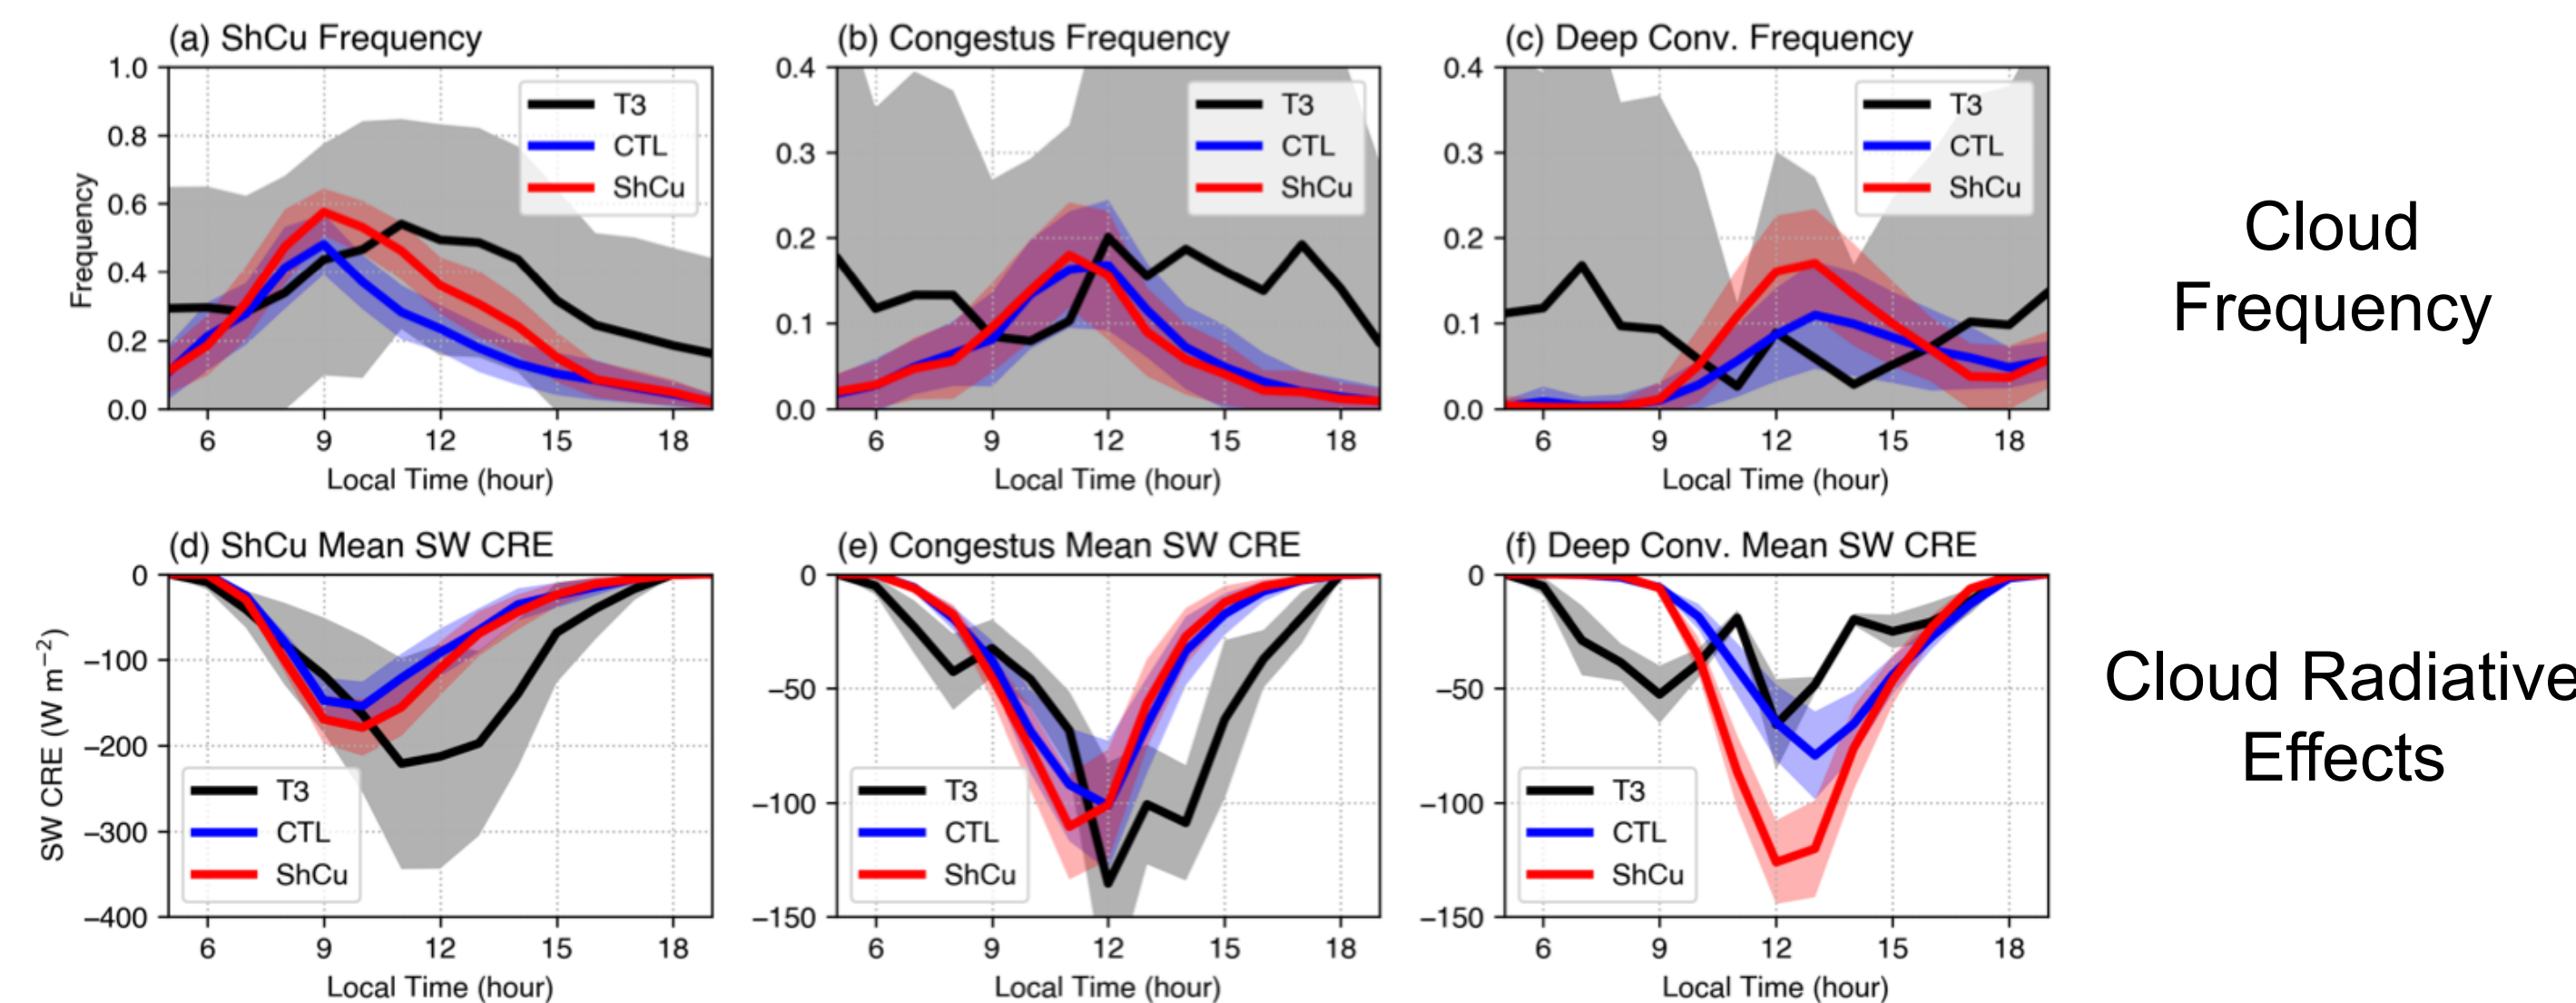 (a) ShCu Frequency
Frequency
1.0
0.8
0.6
0.4
0.2
0.0
T3
CTL
ShCu
6 9 12 15 18
Local Time (hour)
(b) Congestus Frequency
0.4
0.3
0.2
0.1
0.0
T3
CTL
ShCu
6 9 12 15 18
Local Time (hour)
(c) Deep Conv. Frequency
0.4
0.3
0.2
0.1
0.0
T3
CTL
ShCu
6 9 12 15 18
Local Time (hour)
Cloud
Frequency
(d) ShCu Mean SW CRE
SW CRE (W m⁻²)
0
−100
−200
−300
−400
T3
CTL
ShCu
6 9 12 15 18
Local Time (hour)
(e) Congestus Mean SW CRE
0
−50
−100
−150
T3
CTL
ShCu
6 9 12 15 18
Local Time (hour)
(f) Deep Conv. Mean SW CRE
0
−50
−100
−150
T3
CTL
ShCu
6 9 12 15 18
Local Time (hour)
Cloud Radiative
Effects